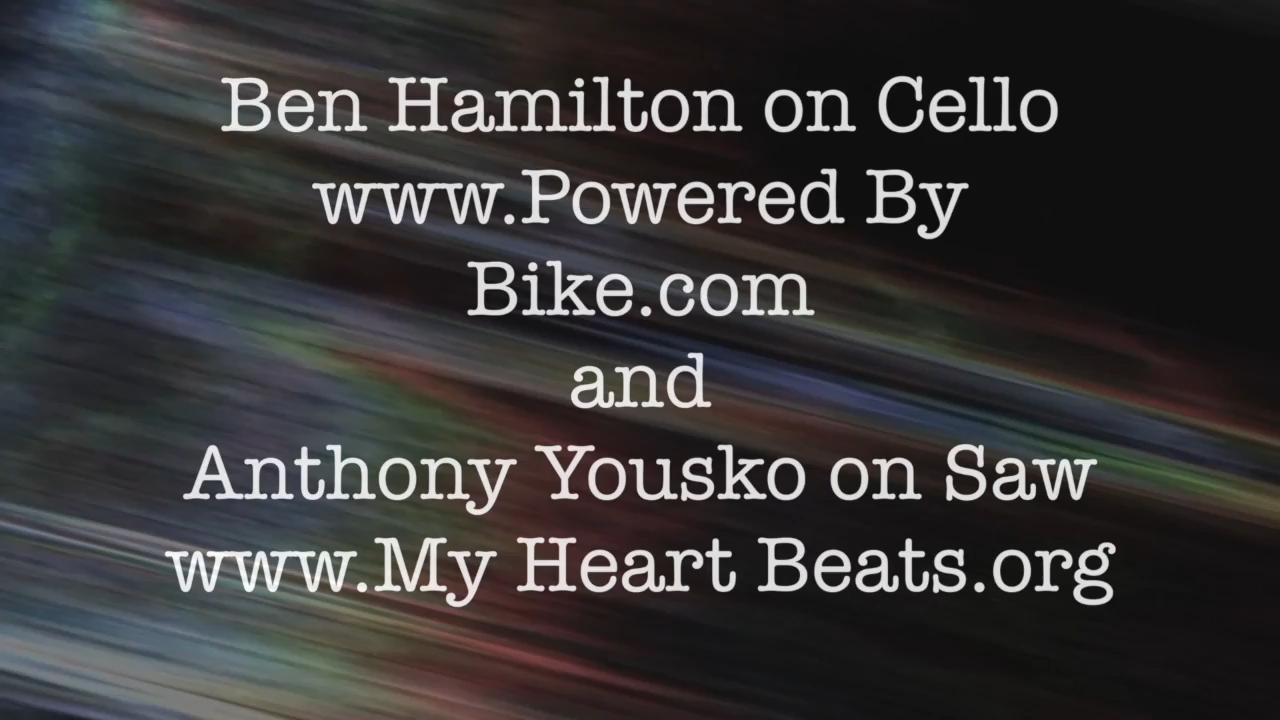 Ben Hamilton on Cello
www.Powered By
Bike.com
and
Anthony Yousko on Saw
www.My Heart Beats.org